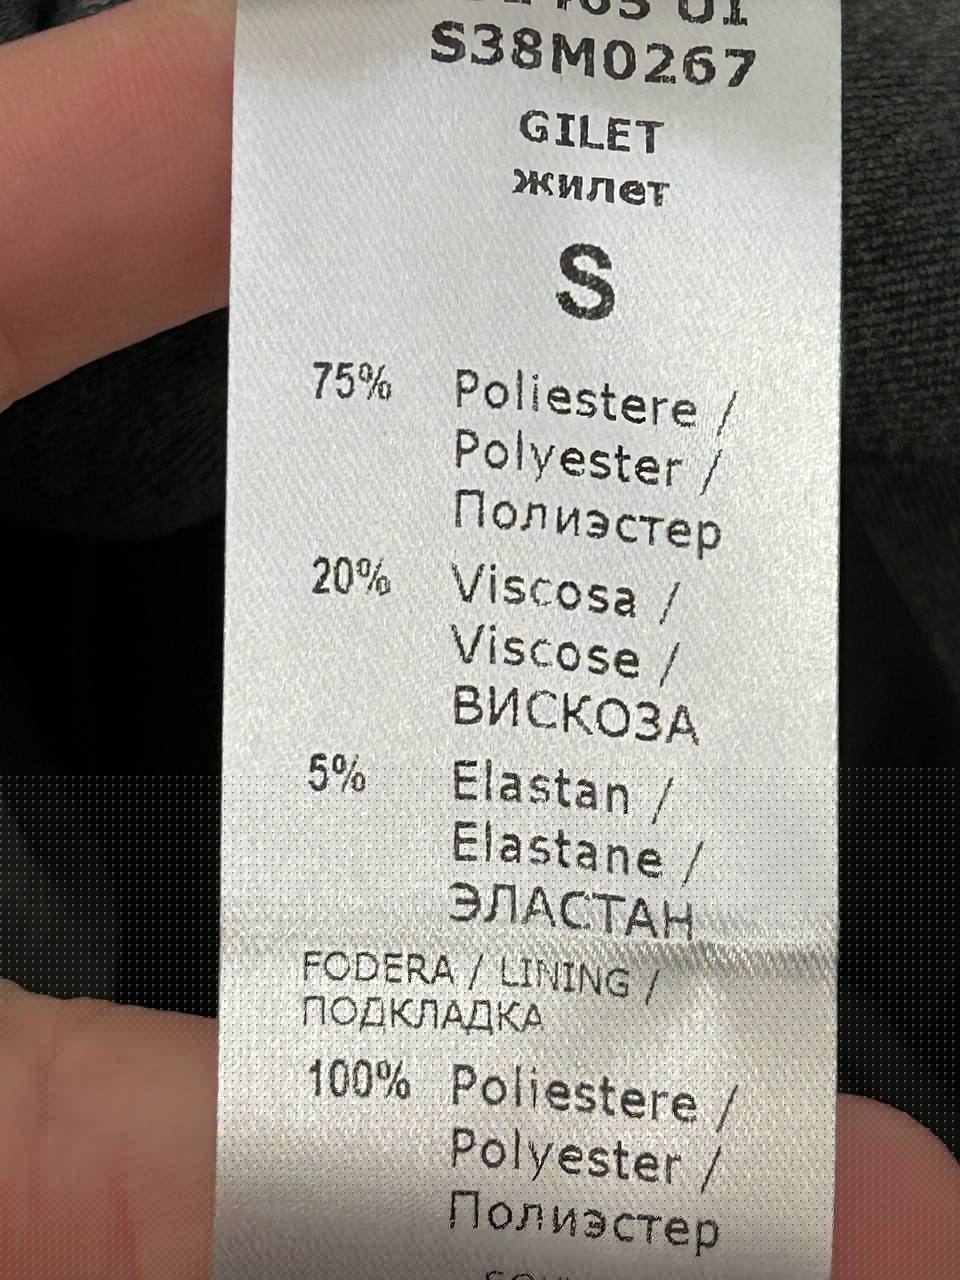 S38M0267
GILET
жилет
S
75% Poliestere /
Polyester /
Полиэстер
20% Viscosa /
Viscose /
ВИСКОЗА
5% Elastan /
Elastane /
ЭЛАСТАН
FODERA / LINING /
ПОДКЛАДКА
100% Poliestere /
Polyester /
Полиэстер